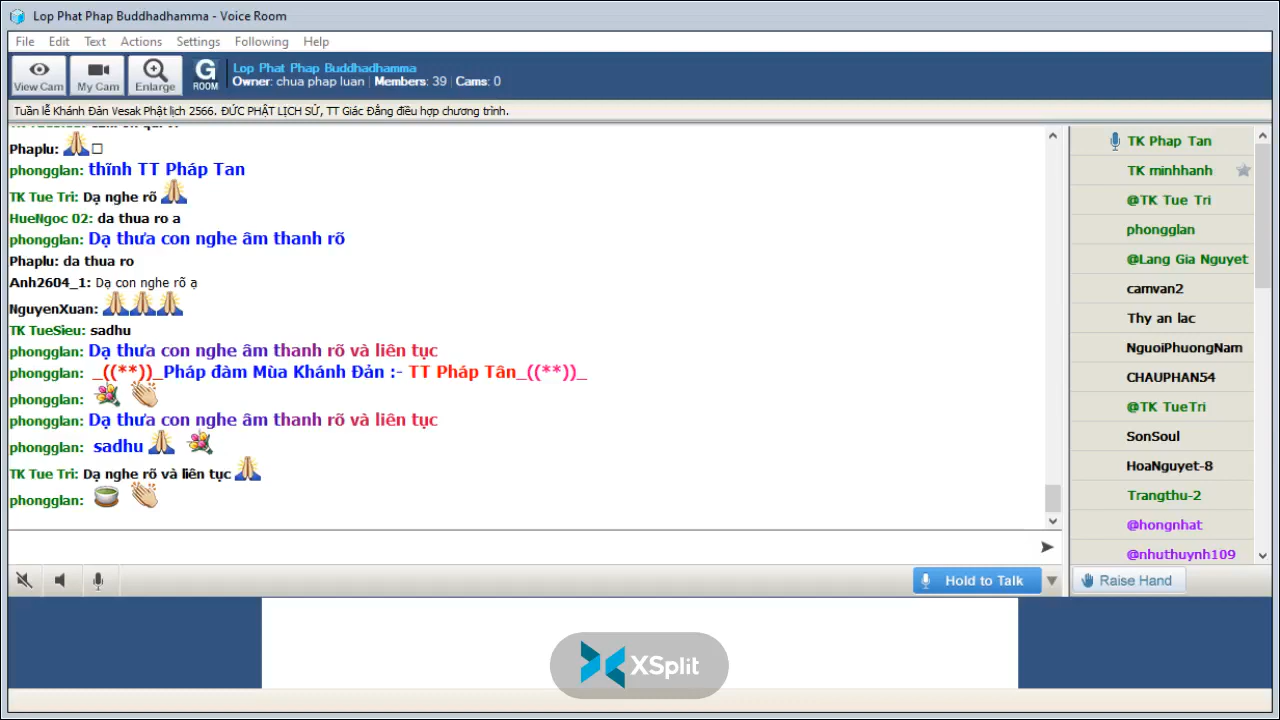 Lop Phat Phap Buddhadhamma - Voice Room
File Edit Text Actions Settings Following Help
View Cam My Cam Enlarge G ROOM
Lop Phat Phap Buddhadhamma
Owner: chua phap luan | Members: 39 | Cams: 0
Tuần lễ Khánh Đản Vesak Phật lịch 2566. ĐỨC PHẬT LỊCH SỬ, TT Giác Đẳng điều hợp chương trình.
Phaplu:
phongglan: thĩnh TT Pháp Tan
TK Tue Tri: Dạ nghe rõ
HueNgoc 02: da thua ro a
phongglan: Dạ thưa con nghe âm thanh rõ
Phaplu: da thua ro
Anh2604_1: Dạ con nghe rõ ạ
NguyenXuan:
TK TueSieu: sadhu
phongglan: Dạ thưa con nghe âm thanh rõ và liên tục
phongglan: _((**))_Pháp đàm Mùa Khánh Đản :- TT Pháp Tân_((**))_
phongglan:
phongglan: Dạ thưa con nghe âm thanh rõ và liên tục
phongglan: sadhu
TK Tue Tri: Dạ nghe rõ và liên tục
phongglan:
TK Phap Tan
TK minhhanh
@TK Tue Tri
phongglan
@Lang Gia Nguyet
camvan2
Thy an lac
NguoiPhuongNam
CHAUPHAN54
@TK TueTri
SonSoul
HoaNguyet-8
Trangthu-2
@hongnhat
@nhuthuynh109
Hold to Talk
Raise Hand
XSplit